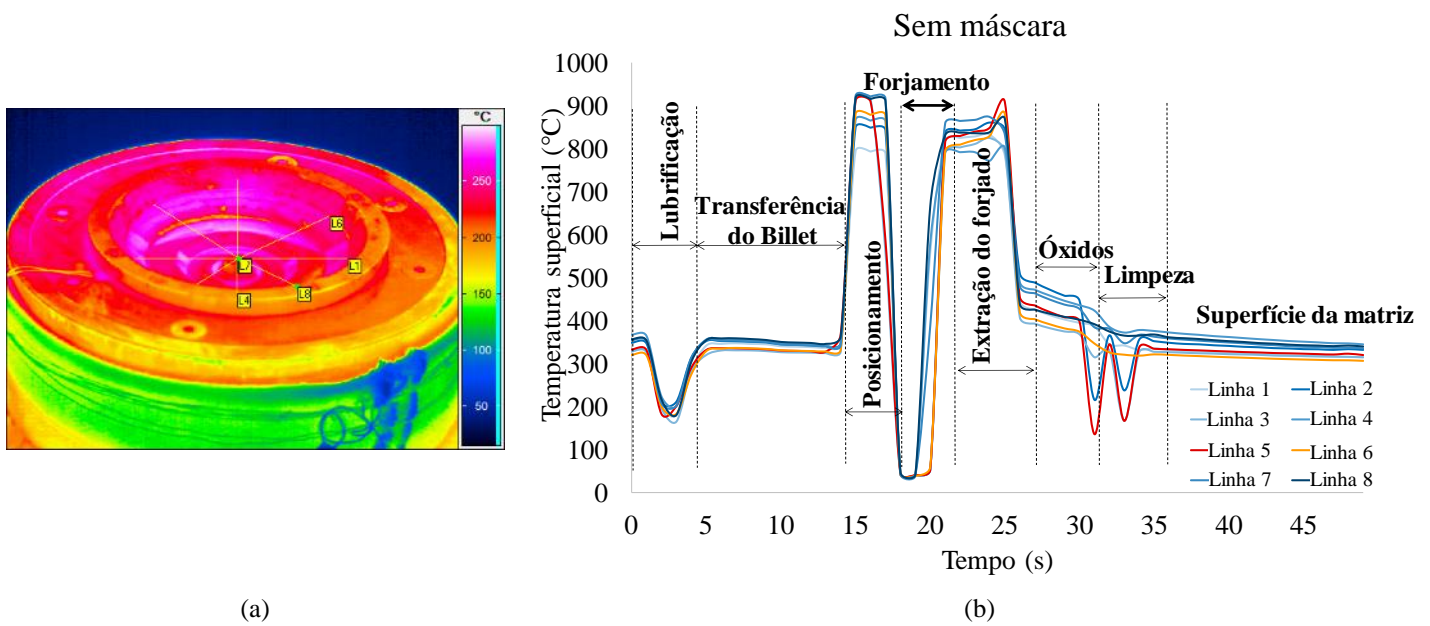 °C
250
200
150
100
50
L6
L7
L1
L4
L8
(a)
Sem máscara
Temperatura superficial (°C)
1000
900
800
700
600
500
400
300
200
100
0
0 5 10 15 20 25 30 35 40 45
Tempo (s)
Lubrificação
Transferência
do Billet
Posicionamento
Forjamento
Extração do forjado
Óxidos
Limpeza
Superfície da matriz
Linha 1 Linha 2
Linha 3 Linha 4
Linha 5 Linha 6
Linha 7 Linha 8
(b)